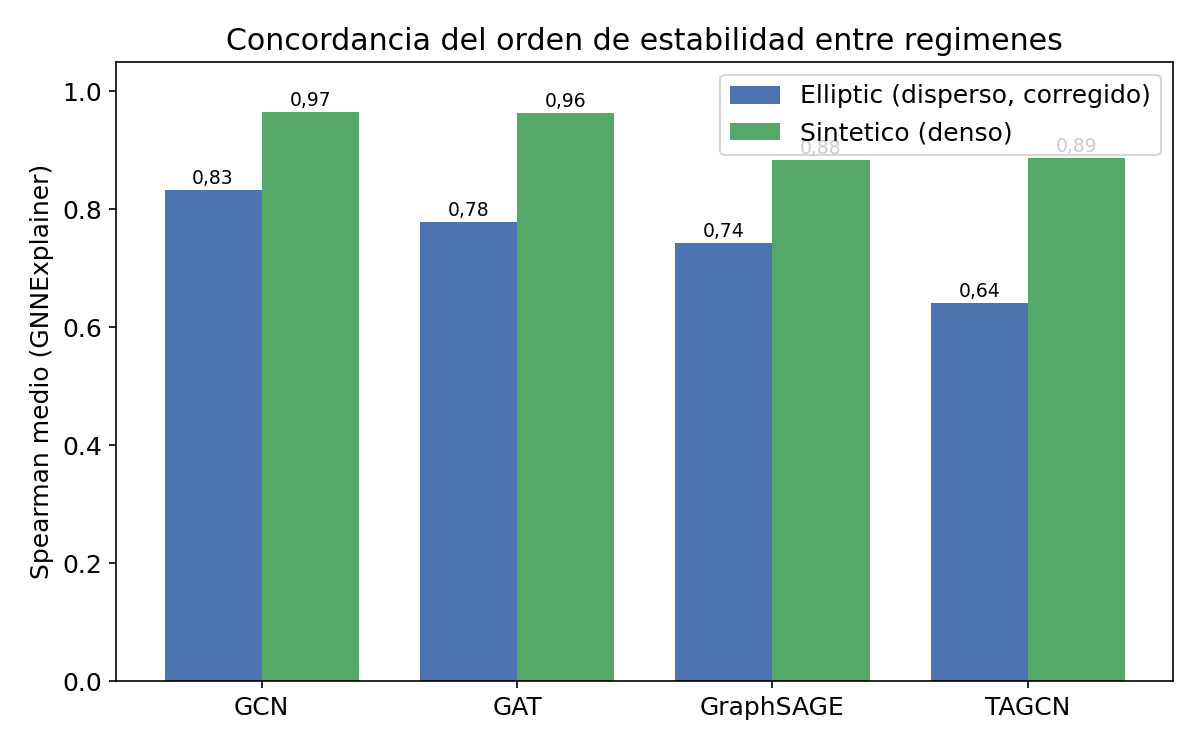 Concordancia del orden de estabilidad entre regimenes
Spearman medio (GNNExplainer)
1.0
0.8
0.6
0.4
0.2
0.0
Elliptic (disperso, corregido)
Sintetico (denso)
0,83
0,97
0,78
0,96
0,74
0,88
0,64
0,89
GCN
GAT
GraphSAGE
TAGCN